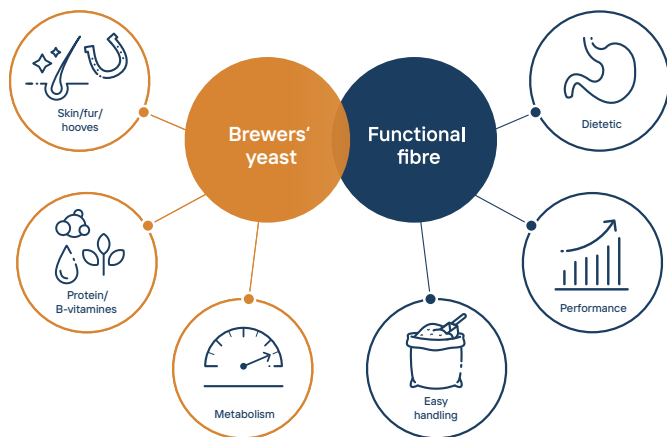 Skin/fur/
hooves
Brewers‘
yeast
Functional
fibre
Dietetic
Protein/
B-vitamines
Performance
Metabolism
Easy
handling